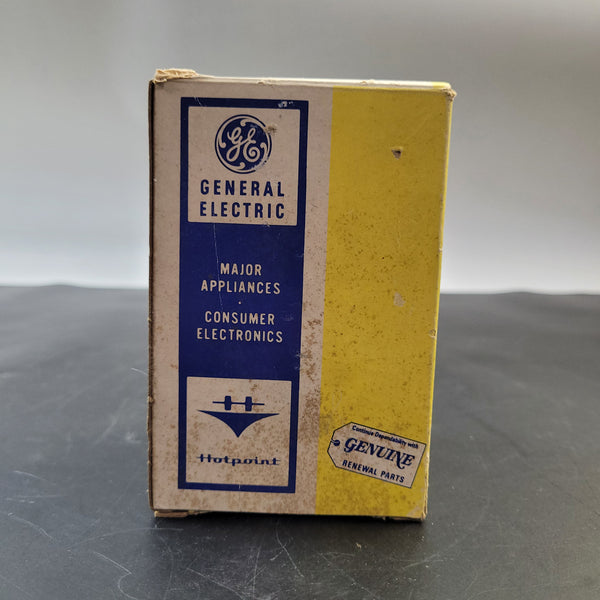 GE
GENERAL
ELECTRIC
MAJOR
APPLIANCES
·
CONSUMER
ELECTRONICS
Hotpoint
Continue Dependability with
GENUINE
RENEWAL PARTS